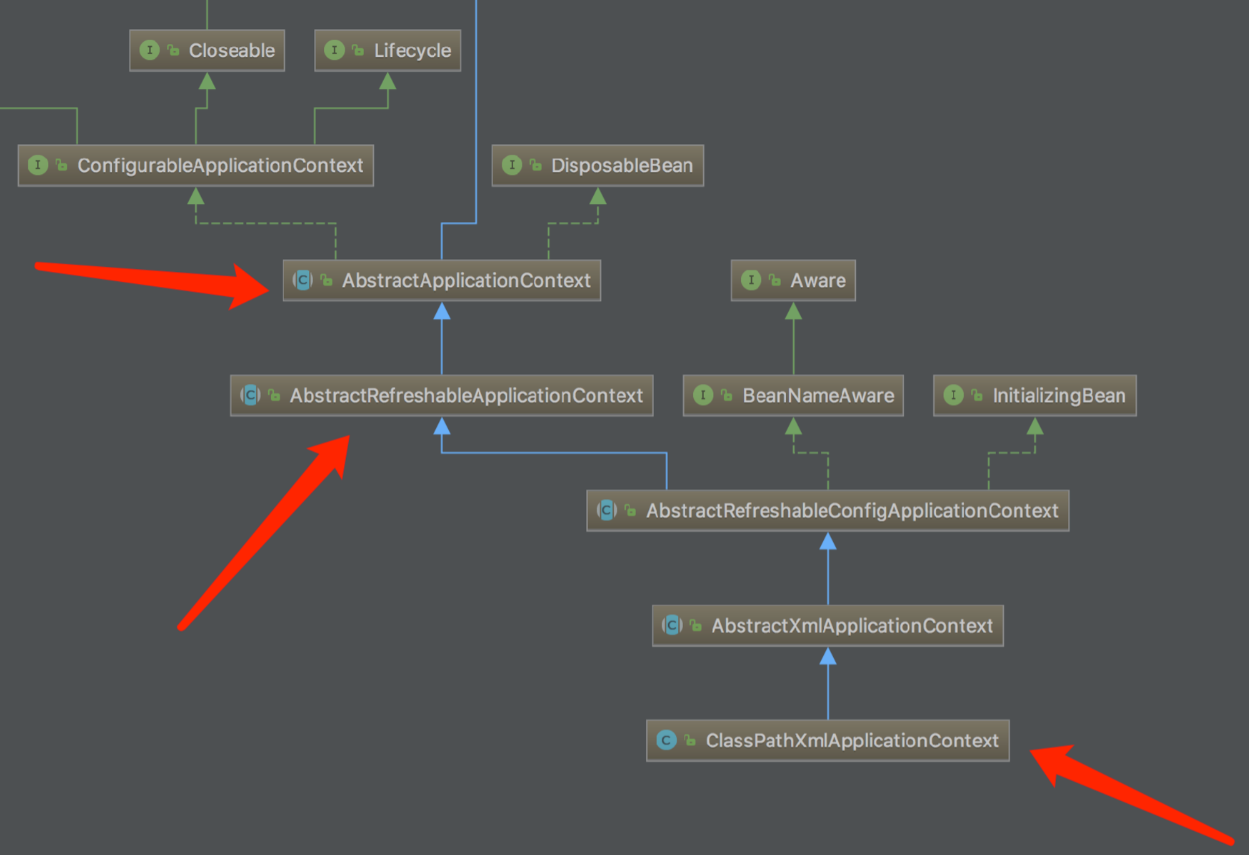 I Closeable
I Lifecycle
I ConfigurableApplicationContext
I DisposableBean
C AbstractApplicationContext
I Aware
C AbstractRefreshableApplicationContext
I BeanNameAware
I InitializingBean
C AbstractRefreshableConfigApplicationContext
C AbstractXmlApplicationContext
C ClassPathXmlApplicationContext